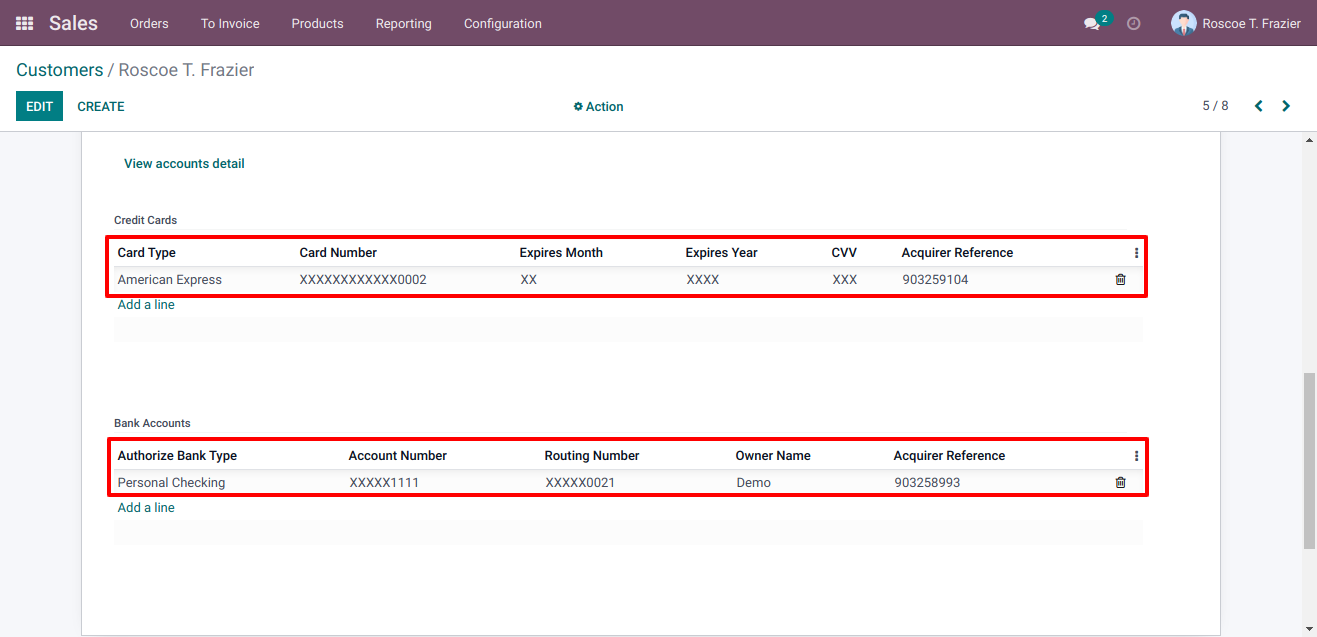 Sales Orders To Invoice Products Reporting Configuration 2 Roscoe T. Frazier
Customers / Roscoe T. Frazier
EDIT CREATE Action 5 / 8
View accounts detail
Credit Cards
Card Type Card Number Expires Month Expires Year CVV Acquirer Reference
American Express XXXXXXXXXXXX0002 XX XXXX XXX 903259104
Add a line
Bank Accounts
Authorize Bank Type Account Number Routing Number Owner Name Acquirer Reference
Personal Checking XXXXX1111 XXXXX0021 Demo 903258993
Add a line